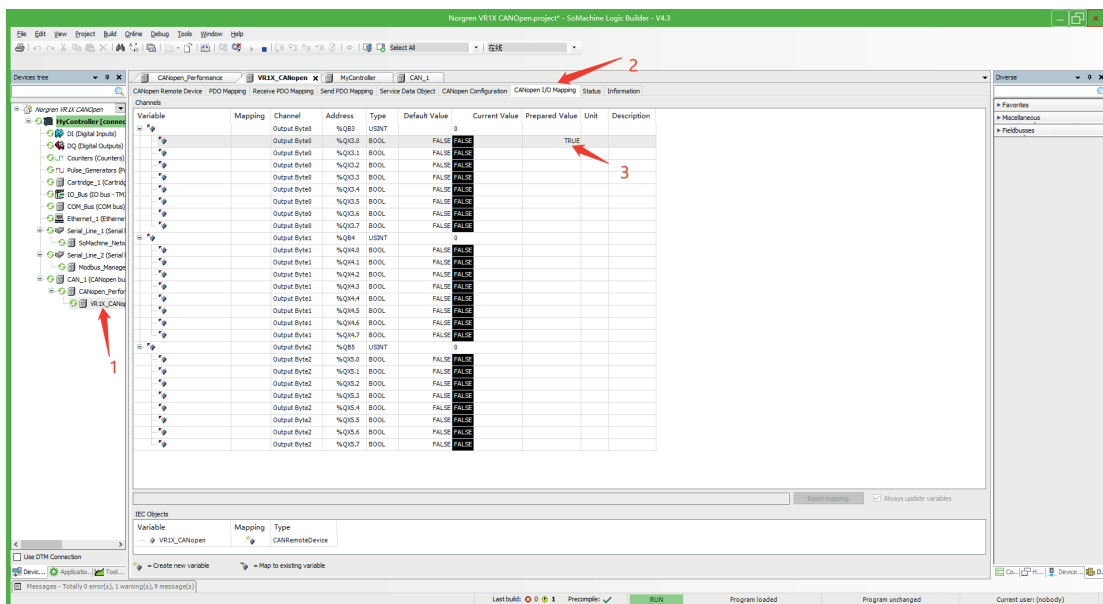 Norgren VR1X CANOpen.project* - SoMachine Logic Builder - V4.3
File Edit View Project Build Online Debug Tools Window Help
Select All 在线
Devices tree
CANopen_Performance VR1X_CANopen x MyController CAN_1
Diverse
2
CANopen Remote Device PDO Mapping Receive PDO Mapping Send PDO Mapping Service Data Object CANopen Configuration CANopen I/O Mapping Status Information
Channels
Variable Mapping Channel Address Type Default Value Current Value Prepared Value Unit Description
Output Byte0 %QB3 USINT 0
Output Byte0 %QX3.0 BOOL FALSE FALSE TRUE
Output Byte0 %QX3.1 BOOL FALSE FALSE
Output Byte0 %QX3.2 BOOL FALSE FALSE
Output Byte0 %QX3.3 BOOL FALSE FALSE
Output Byte0 %QX3.4 BOOL FALSE FALSE
Output Byte0 %QX3.5 BOOL FALSE FALSE
Output Byte0 %QX3.6 BOOL FALSE FALSE
Output Byte0 %QX3.7 BOOL FALSE FALSE
Output Byte1 %QB4 USINT 0
Output Byte1 %QX4.0 BOOL FALSE FALSE
Output Byte1 %QX4.1 BOOL FALSE FALSE
Output Byte1 %QX4.2 BOOL FALSE FALSE
Output Byte1 %QX4.3 BOOL FALSE FALSE
Output Byte1 %QX4.4 BOOL FALSE FALSE
Output Byte1 %QX4.5 BOOL FALSE FALSE
Output Byte1 %QX4.6 BOOL FALSE FALSE
Output Byte1 %QX4.7 BOOL FALSE FALSE
Output Byte2 %QB5 USINT 0
Output Byte2 %QX5.0 BOOL FALSE FALSE
Output Byte2 %QX5.1 BOOL FALSE FALSE
Output Byte2 %QX5.2 BOOL FALSE FALSE
Output Byte2 %QX5.3 BOOL FALSE FALSE
Output Byte2 %QX5.4 BOOL FALSE FALSE
Output Byte2 %QX5.5 BOOL FALSE FALSE
Output Byte2 %QX5.6 BOOL FALSE FALSE
Output Byte2 %QX5.7 BOOL FALSE FALSE
3
Norgren VR1X CANOpen
MyController [connec
DI (Digital Inputs)
DQ (Digital Outputs)
Counters (Counters)
Pulse_Generators (Pu
Cartridge_1 (Cartridg
IO_Bus (IO bus - TM
COM_Bus (COM bus)
Ethernet_1 (Etherne
Serial_Line_1 (Serial l
SoMachine_Netw
Serial_Line_2 (Serial l
Modbus_Manage
CAN_1 (CANopen bu
CANopen_Perfor
VR1X_CANop
1
Favorites
Miscellaneous
Fieldbusses
Reset mapping Always update variables
IEC Objects
Variable Mapping Type
VR1X_CANopen CANRemoteDevice
= Create new variable = Map to existing variable
Use DTM Connection
Devic... Applicatio... Tool...
Co... H... Device... D..
Messages - Totally 0 error(s), 1 warning(s), 9 message(s)
Last build: 0 1 Precompile: RUN Program loaded Program unchanged Current user: (nobody)